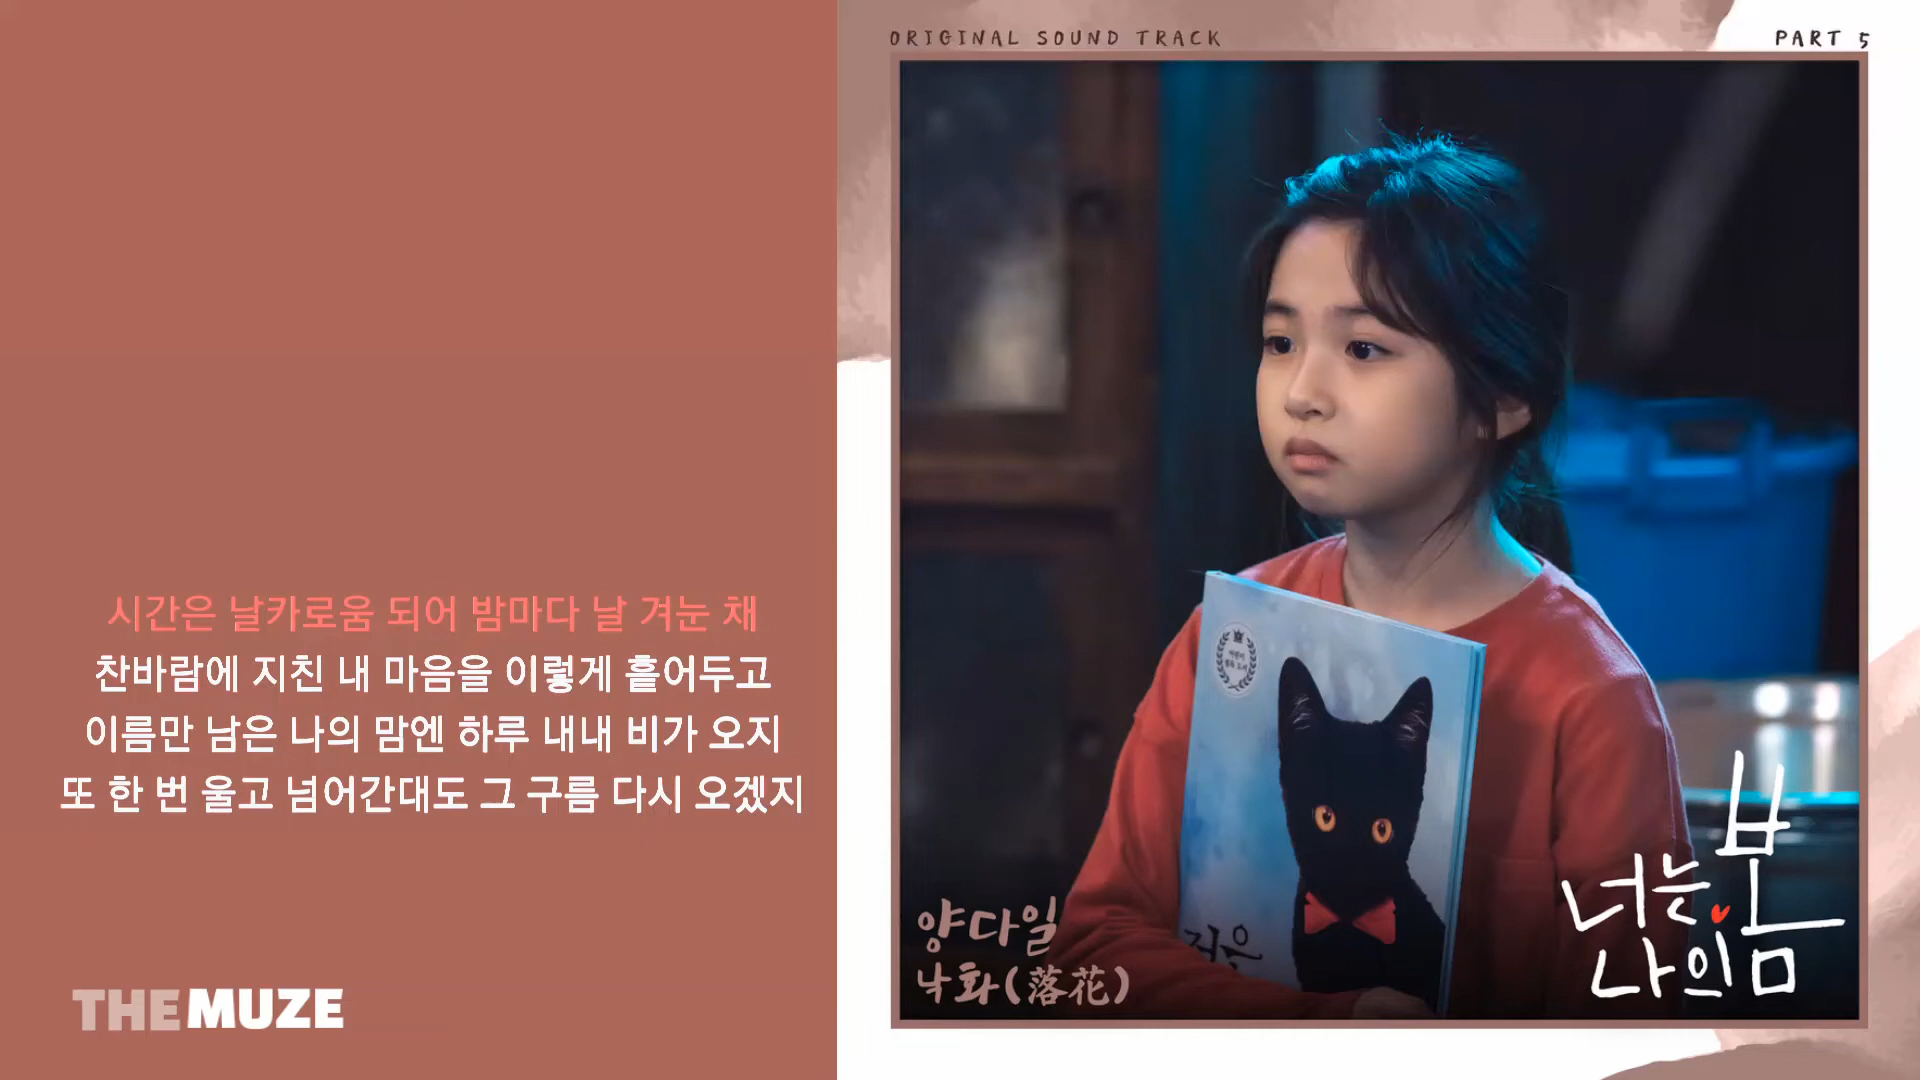 ORIGINAL SOUND TRACK
PART 5
시간은 날카로움 되어 밤마다 날 겨눈 채
찬바람에 지친 내 마음을 이렇게 흩어두고
이름만 남은 나의 맘엔 하루 내내 비가 오지
또 한 번 울고 넘어간대도 그 구름 다시 오겠지
양다일
낙화(落花)
너는 나의 봄
THEMUZE